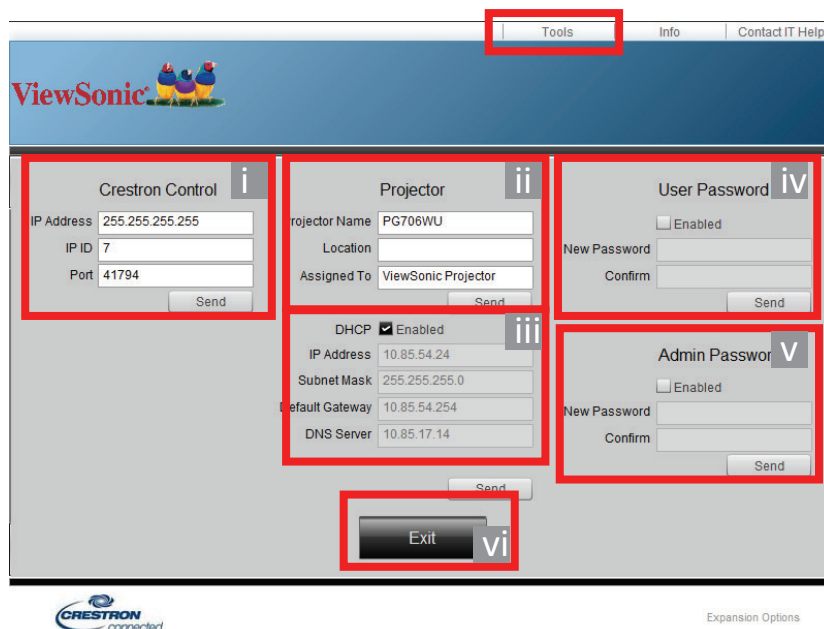 Tools Info Contact IT Help
ViewSonic
i
Crestron Control
IP Address 255.255.255.255
IP ID 7
Port 41794
Send
ii
Projector
Projector Name PG706WU
Location
Assigned To ViewSonic Projector
Send
iii
DHCP Enabled
IP Address 10.85.54.24
Subnet Mask 255.255.255.0
Default Gateway 10.85.54.254
DNS Server 10.85.17.14
Send
iv
User Password
Enabled
New Password
Confirm
Send
v
Admin Password
Enabled
New Password
Confirm
Send
Exit
vi
CRESTRON
connected
Expansion Options